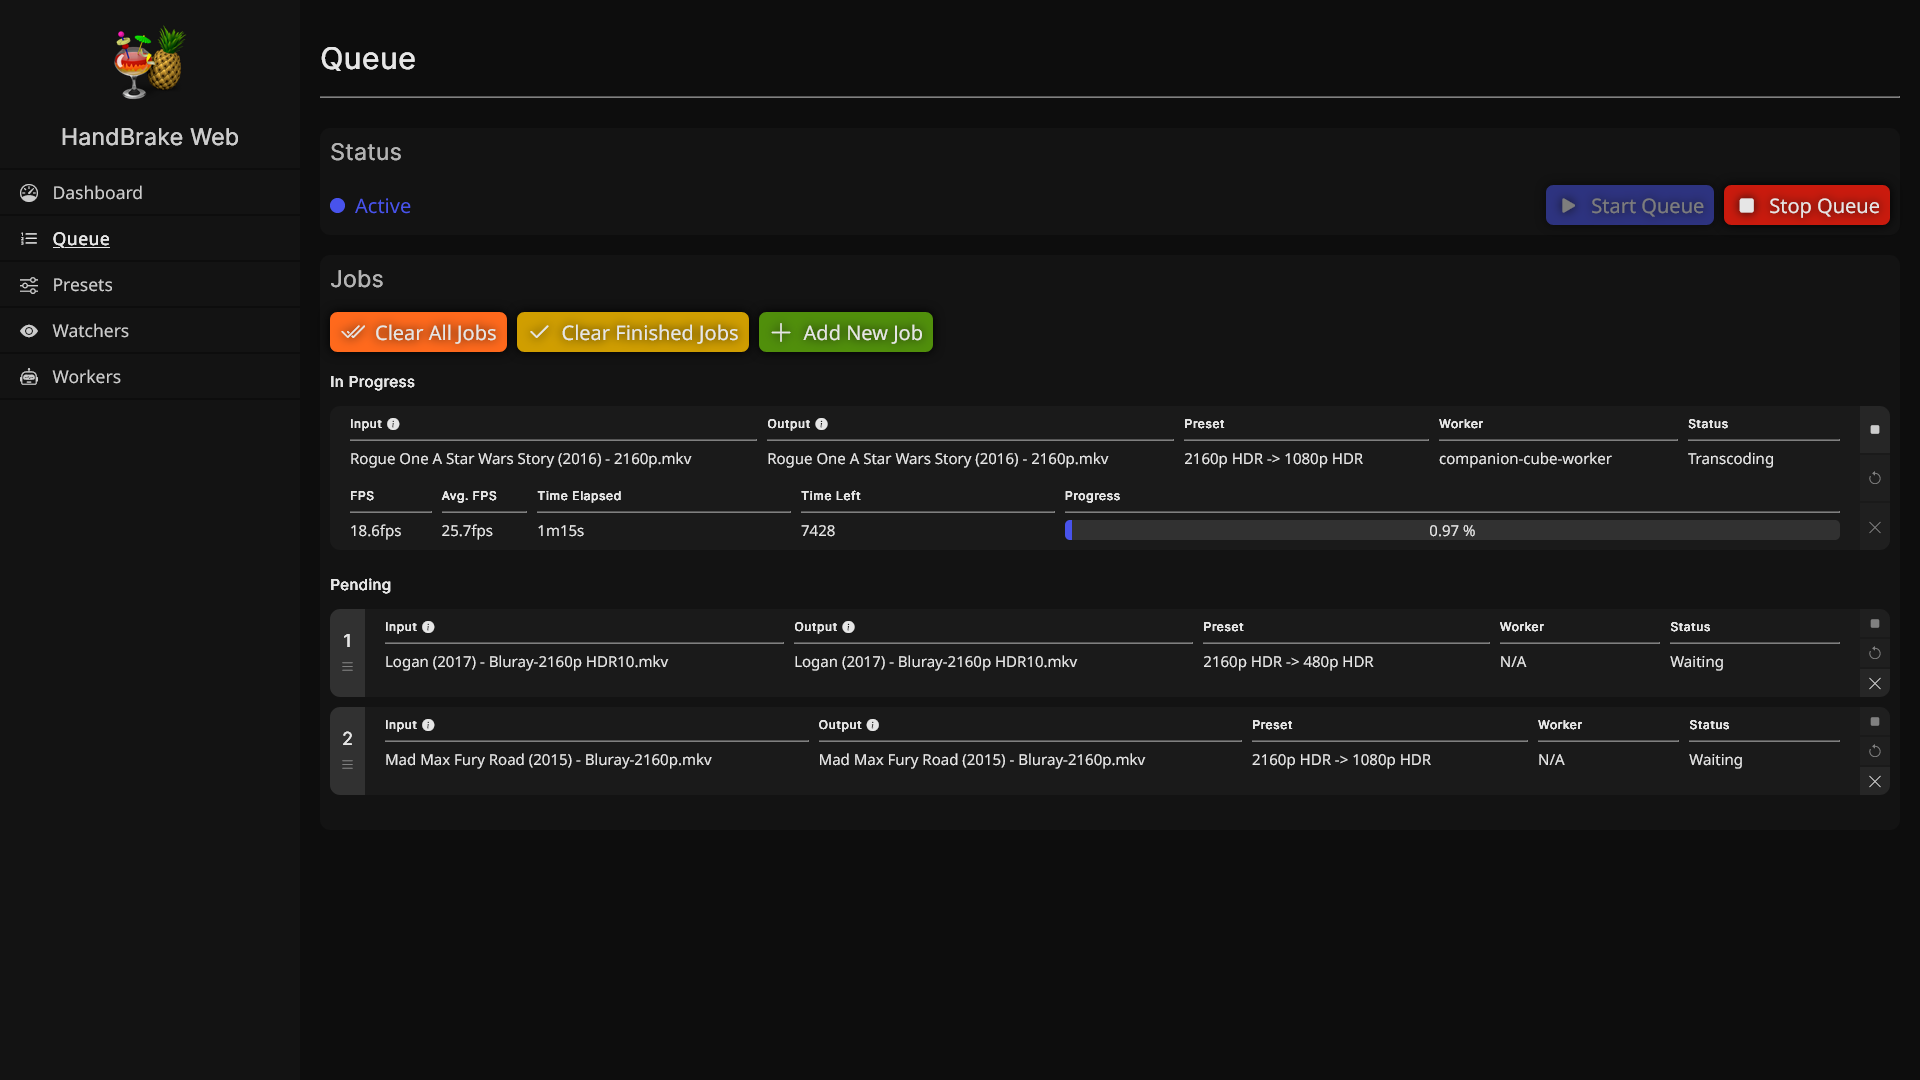 HandBrake Web
Dashboard
Queue
Presets
Watchers
Workers
Queue
Status
Active
Start Queue
Stop Queue
Jobs
Clear All Jobs
Clear Finished Jobs
Add New Job
In Progress
Input Output Preset Worker Status
Rogue One A Star Wars Story (2016) - 2160p.mkv Rogue One A Star Wars Story (2016) - 2160p.mkv 2160p HDR -> 1080p HDR companion-cube-worker Transcoding
FPS Avg. FPS Time Elapsed Time Left Progress
18.6fps 25.7fps 1m15s 7428 0.97 %
Pending
1
Input Output Preset Worker Status
Logan (2017) - Bluray-2160p HDR10.mkv Logan (2017) - Bluray-2160p HDR10.mkv 2160p HDR -> 480p HDR N/A Waiting
2
Input Output Preset Worker Status
Mad Max Fury Road (2015) - Bluray-2160p.mkv Mad Max Fury Road (2015) - Bluray-2160p.mkv 2160p HDR -> 1080p HDR N/A Waiting